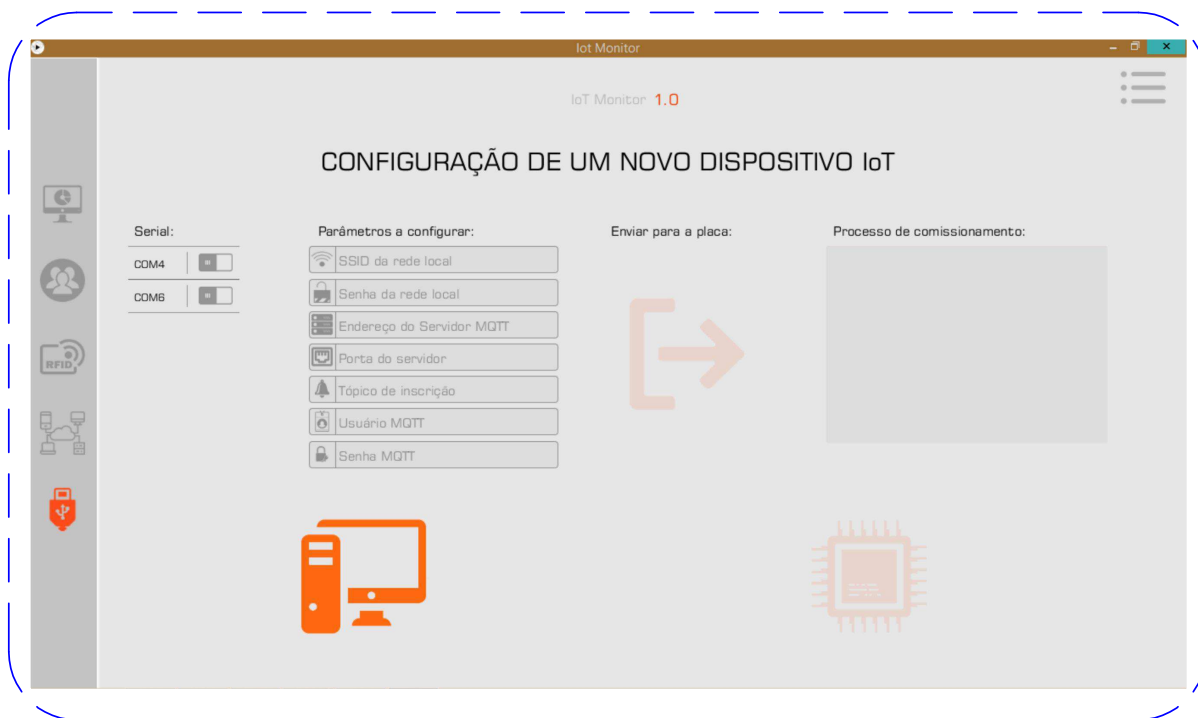 Iot Monitor
IoT Monitor 1.0
CONFIGURAÇÃO DE UM NOVO DISPOSITIVO IoT
Serial:
COM4
COM6
Parâmetros a configurar:
SSID da rede local
Senha da rede local
Endereço do Servidor MQTT
Porta do servidor
Tópico de inscrição
Usuário MQTT
Senha MQTT
Enviar para a placa:
Processo de comissionamento:
RFID